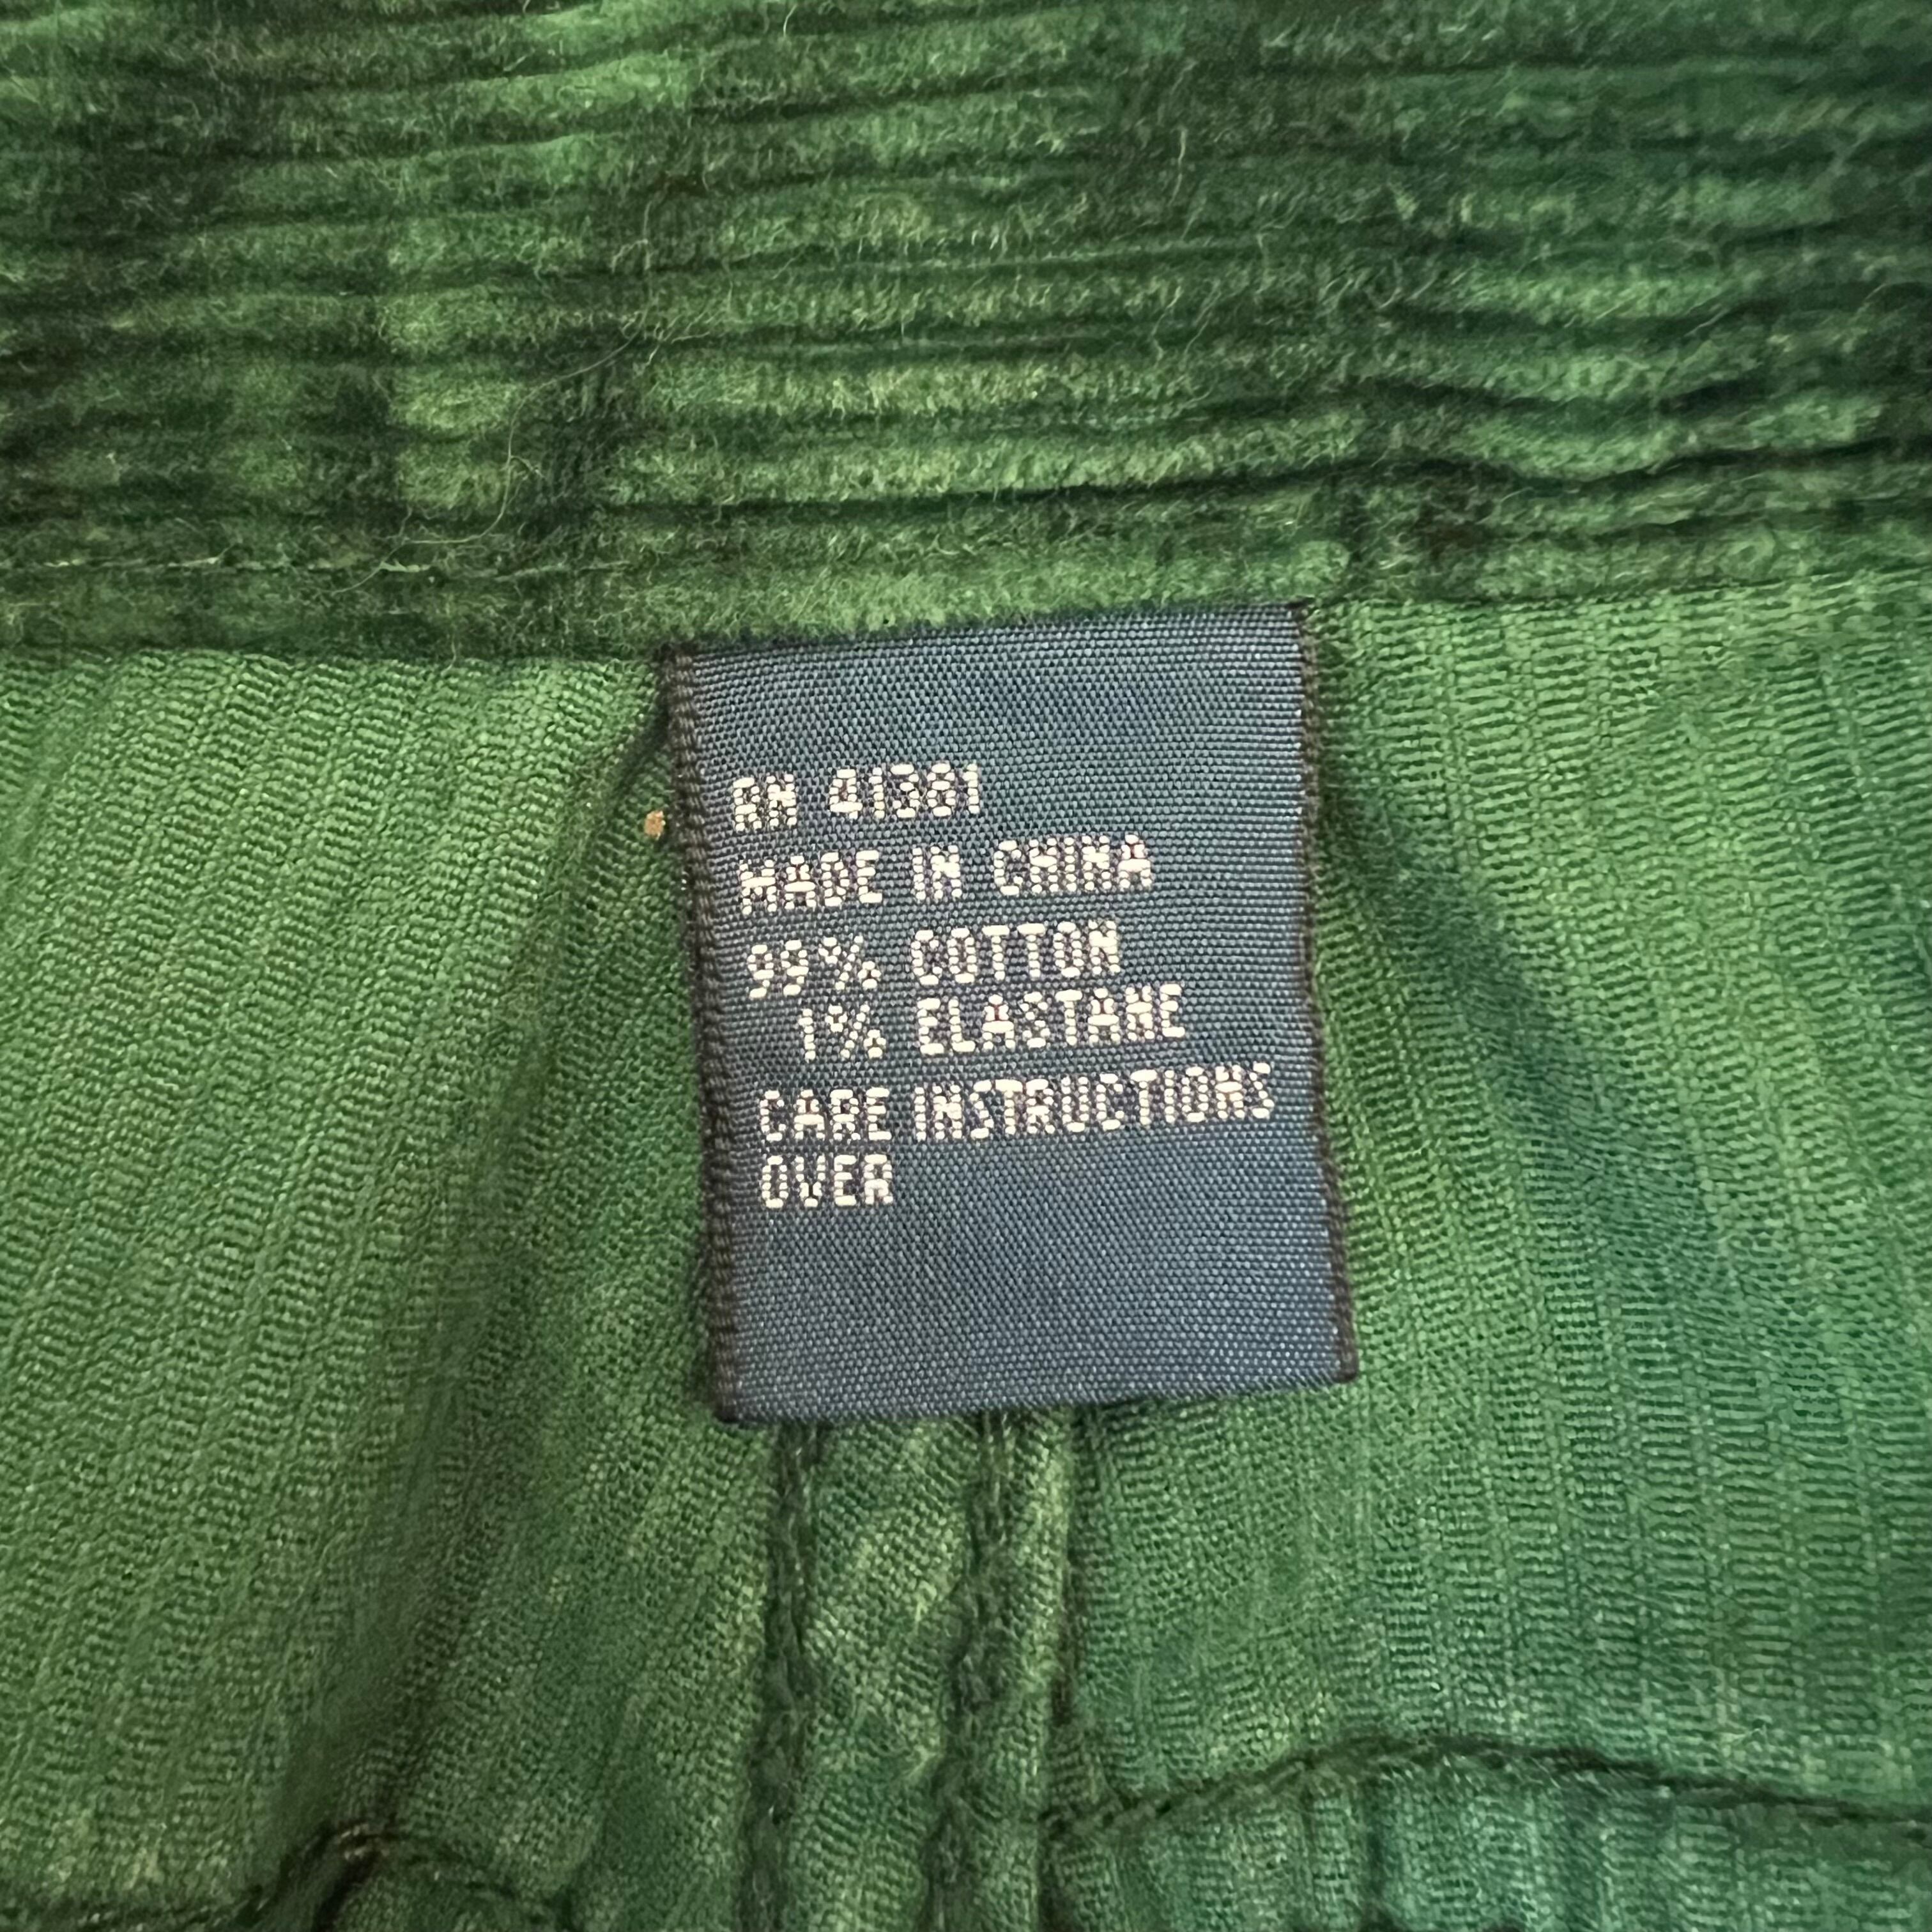 RN 41381
MADE IN CHINA
99% COTTON
1% ELASTANE
CARE INSTRUCTIONS
OVER